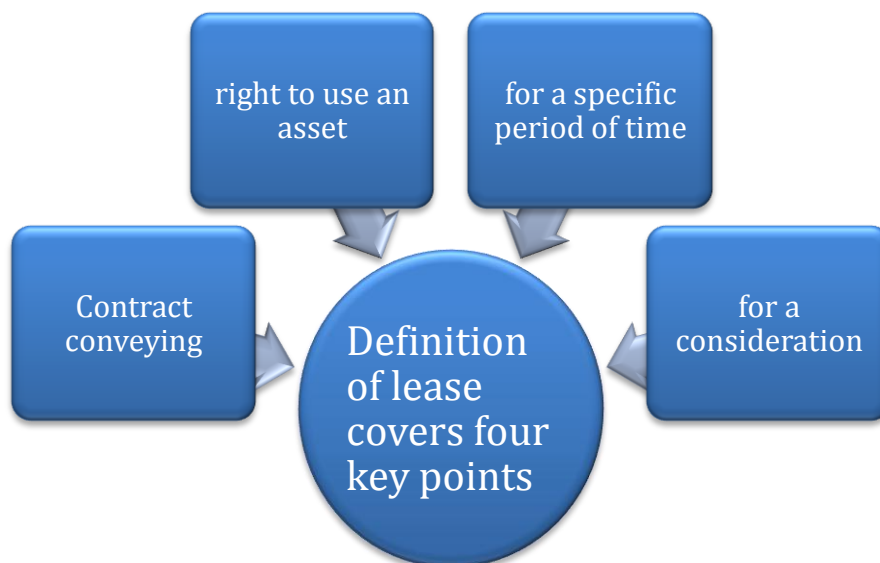 Contract
conveying
right to use an
asset
for a specific
period of time
for a
consideration
Definition
of lease
covers four
key points